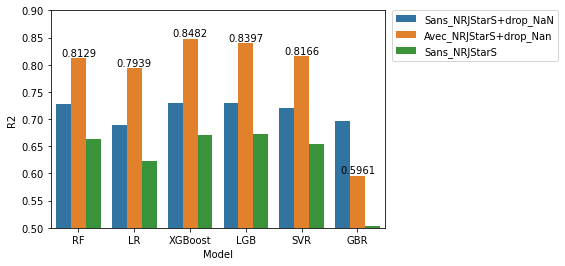 0.90
0.85
0.80
0.75
0.70
0.65
0.60
0.55
0.50
R2
0.8129
0.7939
0.8482
0.8397
0.8166
0.5961
RF LR XGBoost LGB SVR GBR
Model
Sans_NRJStarS+drop_NaN
Avec_NRJStarS+drop_Nan
Sans_NRJStarS